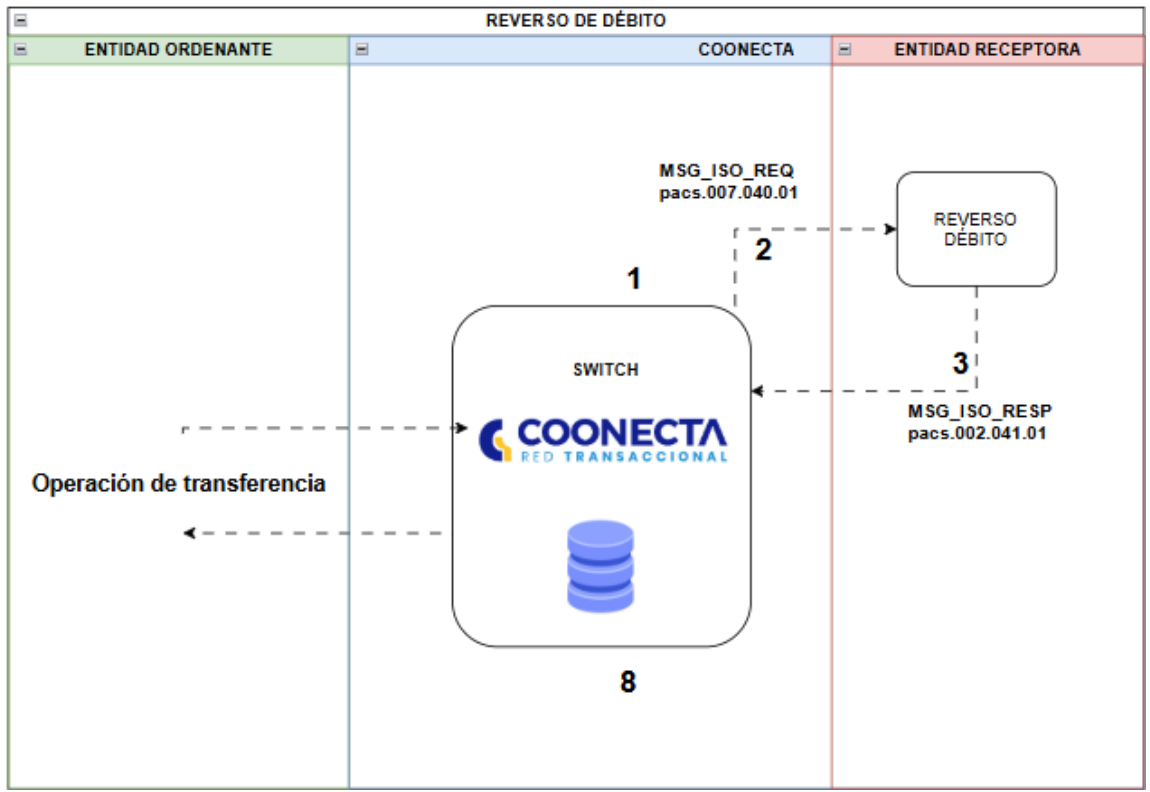 REVERSO DE DÉBITO
ENTIDAD ORDENANTE
COONECTA
ENTIDAD RECEPTORA
MSG_ISO_REQ
pacs.007.040.01
REVERSO
DÉBITO
2
1
3
SWITCH
MSG_ISO_RESP
pacs.002.041.01
COONECTA
RED TRANSACCIONAL
Operación de transferencia
8